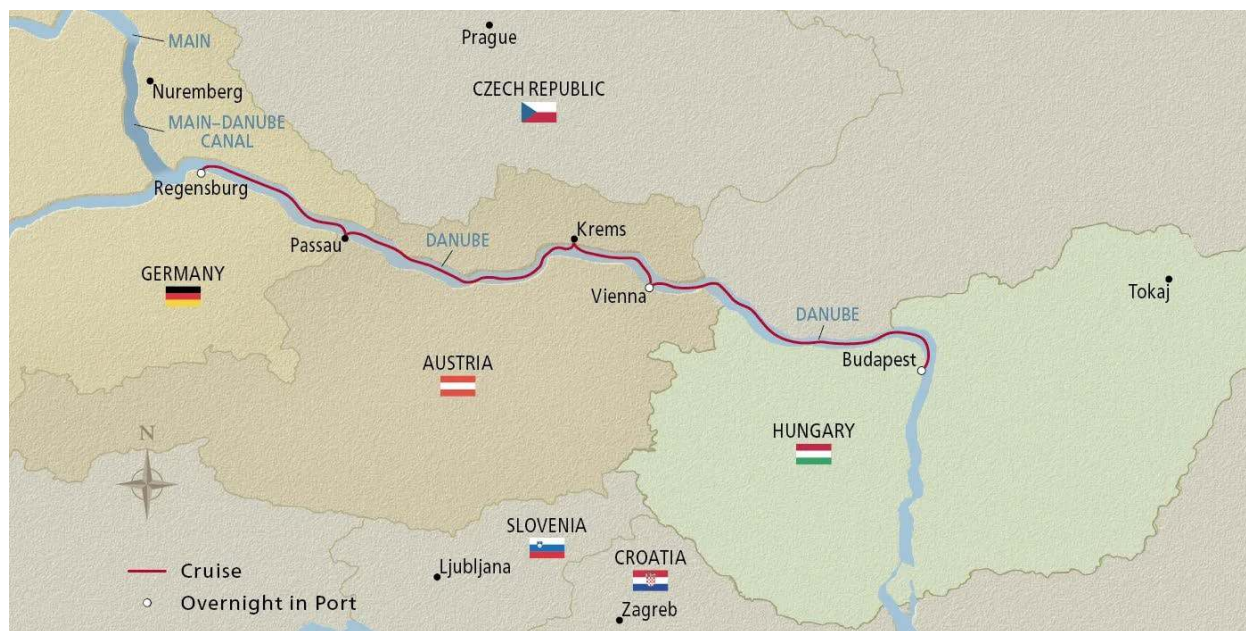 MAIN
Prague
Nuremberg
CZECH REPUBLIC
MAIN–DANUBE
CANAL
Regensburg
Krems
Passau
DANUBE
GERMANY
Vienna
Tokaj
DANUBE
Budapest
AUSTRIA
HUNGARY
N
SLOVENIA
CROATIA
Ljubljana
Zagreb
Cruise
Overnight in Port